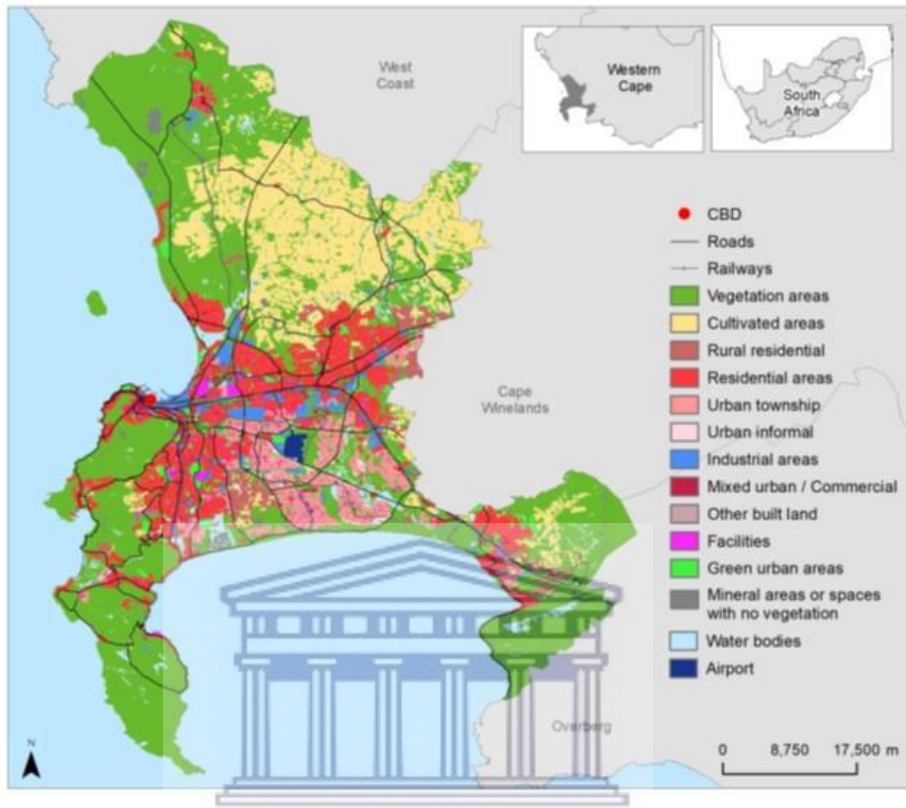 West
Coast
Western
Cape
South
Africa
CBD
Roads
Railways
Vegetation areas
Cultivated areas
Rural residential
Residential areas
Urban township
Urban informal
Industrial areas
Mixed urban / Commercial
Other built land
Facilities
Green urban areas
Mineral areas or spaces
with no vegetation
Water bodies
Airport
Cape
Winelands
Overberg
N
0 8,750 17,500 m